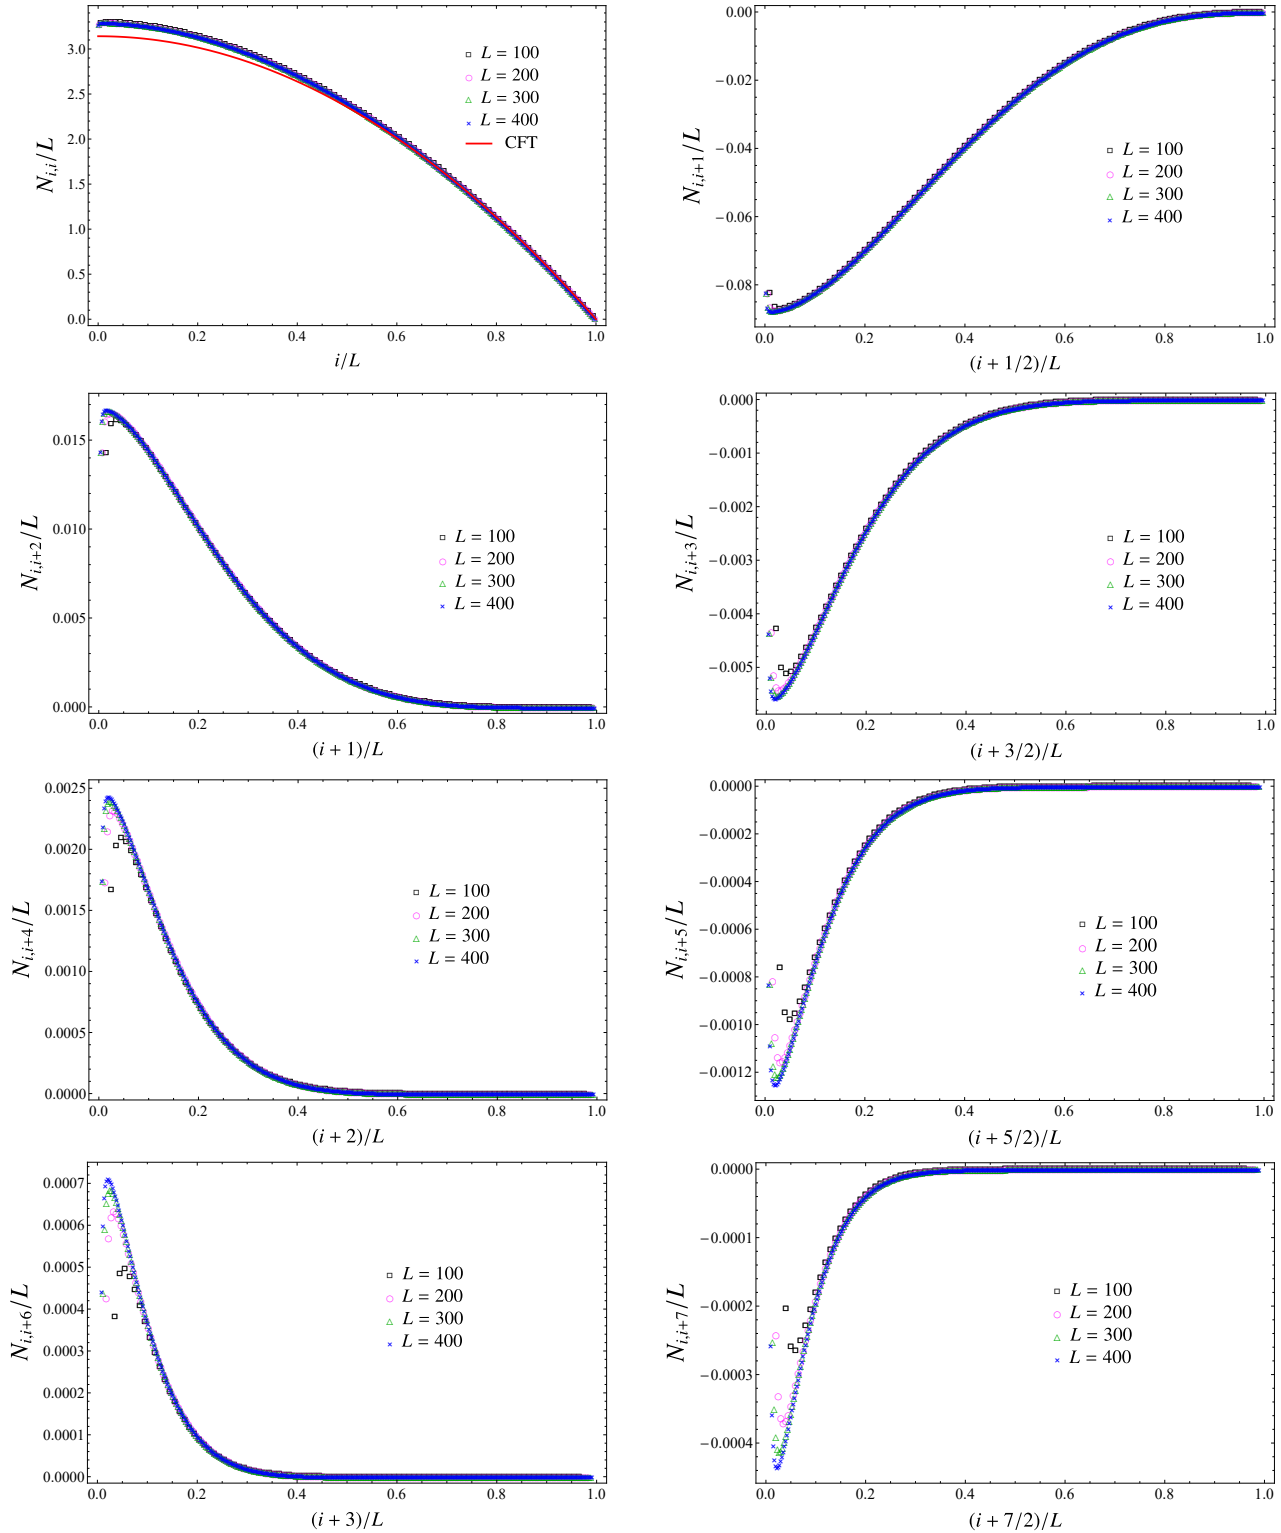 N_{i,i}/L
3.0
2.5
2.0
1.5
1.0
0.5
0.0
L = 100
L = 200
L = 300
L = 400
CFT
0.0 0.2 0.4 0.6 0.8 1.0
i/L
N_{i,i+1}/L
0.00
−0.02
−0.04
−0.06
−0.08
L = 100
L = 200
L = 300
L = 400
0.0 0.2 0.4 0.6 0.8 1.0
(i + 1/2)/L
N_{i,i+2}/L
0.015
0.010
0.005
0.000
L = 100
L = 200
L = 300
L = 400
0.0 0.2 0.4 0.6 0.8 1.0
(i + 1)/L
N_{i,i+3}/L
0.000
−0.001
−0.002
−0.003
−0.004
−0.005
L = 100
L = 200
L = 300
L = 400
0.0 0.2 0.4 0.6 0.8 1.0
(i + 3/2)/L
N_{i,i+4}/L
0.0025
0.0020
0.0015
0.0010
0.0005
0.0000
L = 100
L = 200
L = 300
L = 400
0.0 0.2 0.4 0.6 0.8 1.0
(i + 2)/L
N_{i,i+5}/L
0.0000
−0.0002
−0.0004
−0.0006
−0.0008
−0.0010
−0.0012
L = 100
L = 200
L = 300
L = 400
0.0 0.2 0.4 0.6 0.8 1.0
(i + 5/2)/L
N_{i,i+6}/L
0.0007
0.0006
0.0005
0.0004
0.0003
0.0002
0.0001
0.0000
L = 100
L = 200
L = 300
L = 400
0.0 0.2 0.4 0.6 0.8 1.0
(i + 3)/L
N_{i,i+7}/L
0.0000
−0.0001
−0.0002
−0.0003
−0.0004
L = 100
L = 200
L = 300
L = 400
0.0 0.2 0.4 0.6 0.8 1.0
(i + 7/2)/L